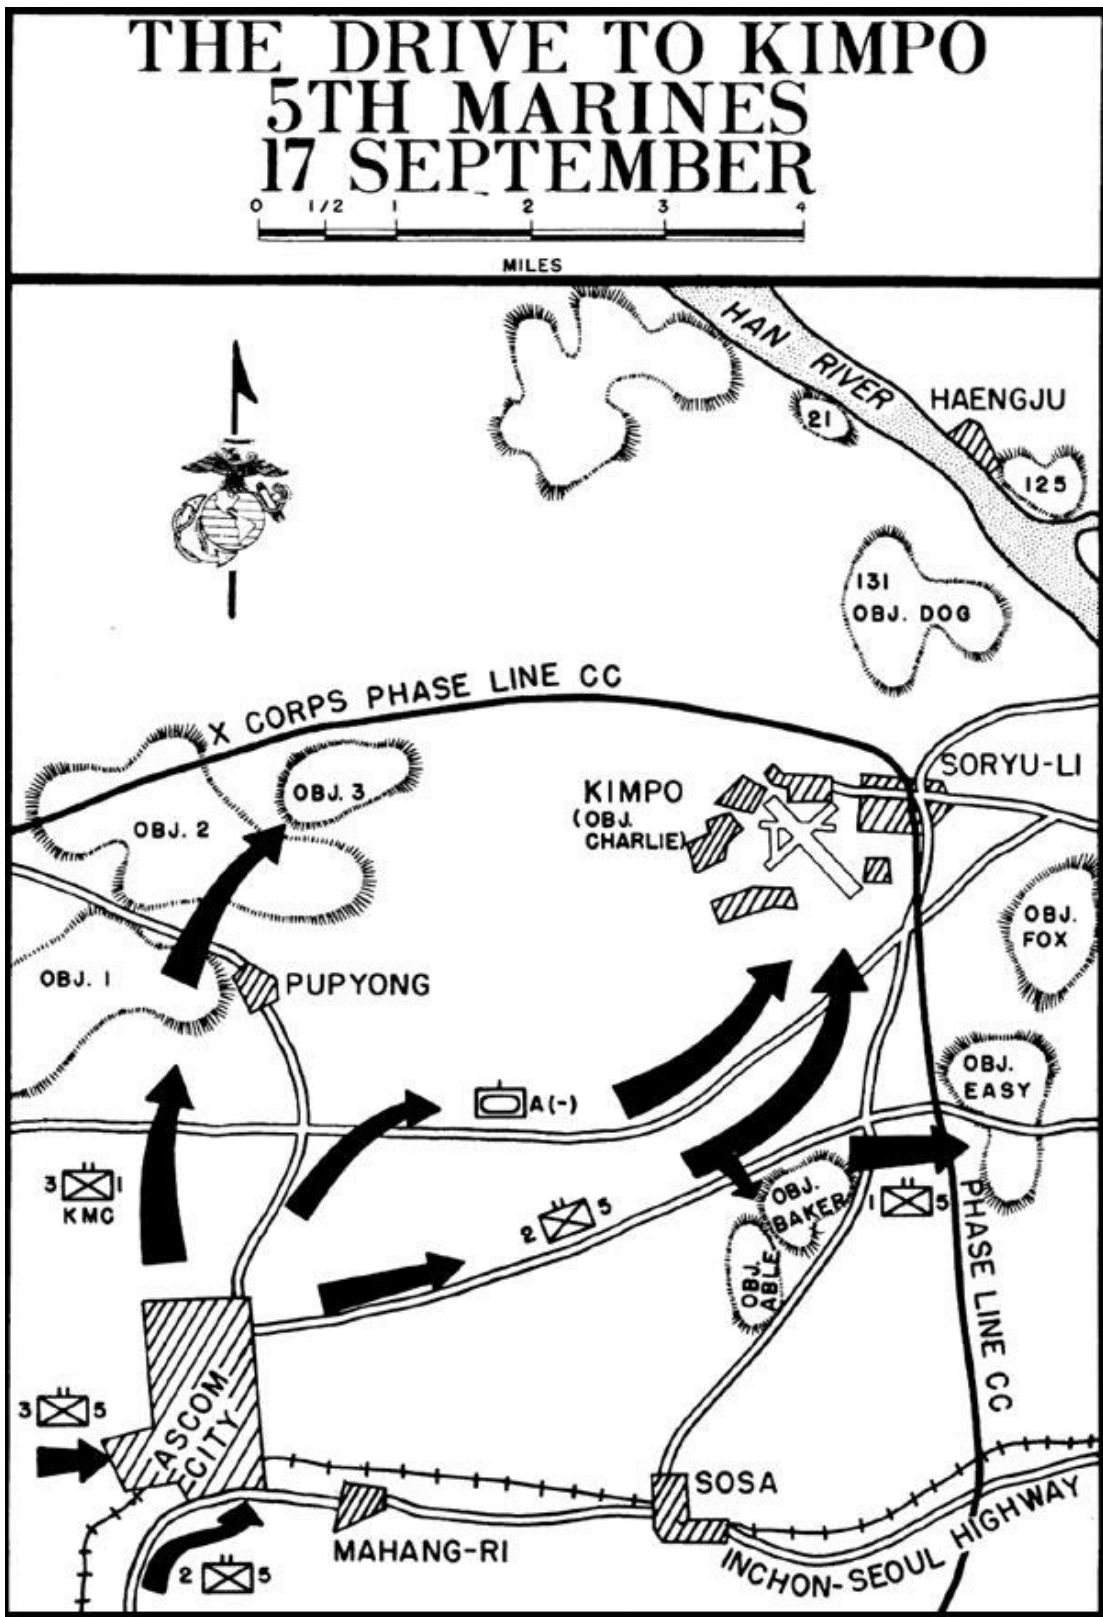 THE DRIVE TO KIMPO
5TH MARINES
17 SEPTEMBER
0 1/2 1 2 3 4
MILES
HAN RIVER
HAENGJU
21
125
131
OBJ. DOG
X CORPS PHASE LINE CC
SORYU-LI
KIMPO
(OBJ.
CHARLIE)
OBJ. 3
OBJ. 2
OBJ. 1
PUPYONG
OBJ.
FOX
OBJ.
EASY
A(-)
3 1
KMC
2 5
OBJ.
BAKER
1 5
OBJ.
ABLE
PHASE LINE CC
3 5
ASCOM
CITY
SOSA
MAHANG-RI
INCHON-SEOUL HIGHWAY
2 5